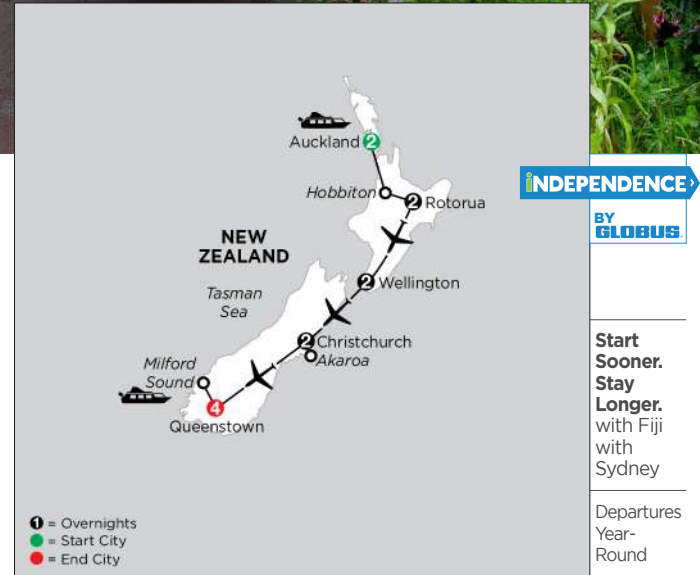 Auckland 2
Hobbiton
2 Rotorua
NEW
ZEALAND
2 Wellington
Tasman
Sea
2 Christchurch
Akaroa
Milford
Sound
4
Queenstown
1 = Overnights
= Start City
= End City
INDEPENDENCE
BY
GLOBUS.
Start
Sooner.
Stay
Longer.
with Fiji
with
Sydney
Departures
Year-
Round